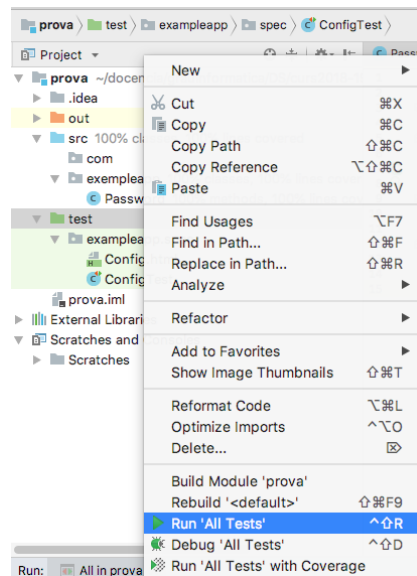 prova test exampleapp spec ConfigTest
Project
prova ~/docen
.idea
out
src 100% cl
com
exemplea
Passw
test
exampleap
Config
Config
prova.iml
External Librari
Scratches and
Scratches
New
Cut ⌘X
Copy ⌘C
Copy Path ⇧⌘C
Copy Reference ⌥⇧⌘C
Paste ⌘V
Find Usages ⌥F7
Find in Path... ⇧⌘F
Replace in Path... ⇧⌘R
Analyze
Refactor
Add to Favorites
Show Image Thumbnails ⇧⌘T
Reformat Code ⌥⌘L
Optimize Imports ^⌥O
Delete... ⌦
Build Module 'prova'
Rebuild '<default>' ⇧⌘F9
Run 'All Tests' ^⇧R
Debug 'All Tests' ^⇧D
Run 'All Tests' with Coverage
Run: All in prova